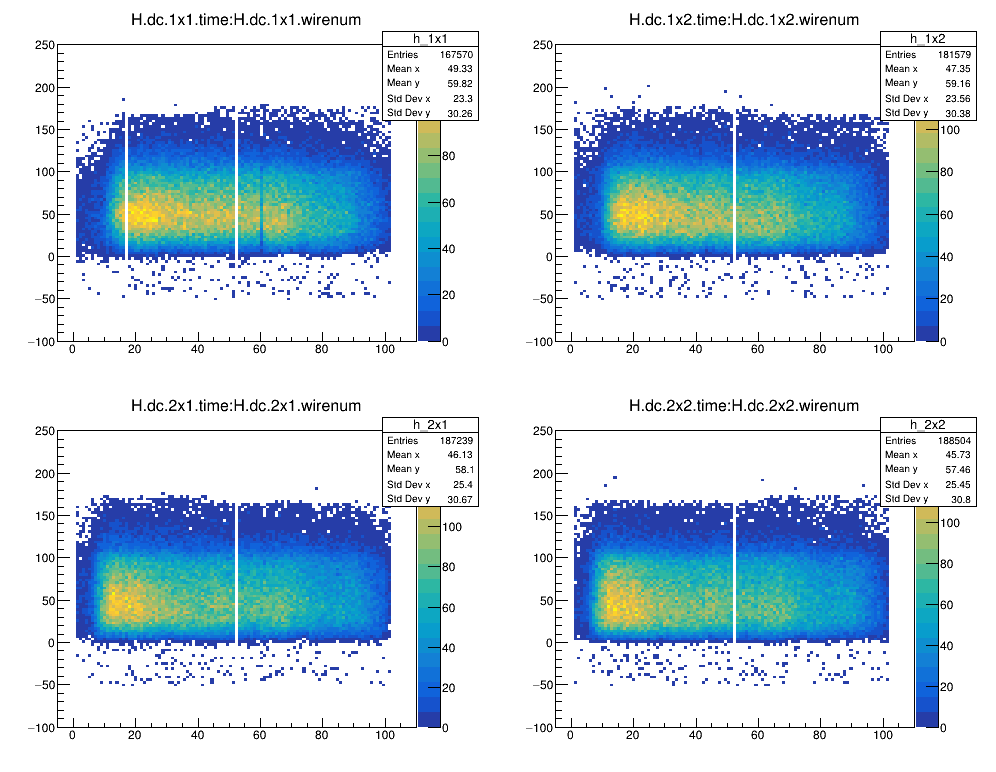 H.dc.1x1.time:H.dc.1x1.wirenum
h_1x1
Entries 167570
Mean x 49.33
Mean y 59.82
Std Dev x 23.3
Std Dev y 30.26
250
200
150
100
50
0
−50
−100
0 20 40 60 80 100
80
60
40
20
0
H.dc.1x2.time:H.dc.1x2.wirenum
h_1x2
Entries 181579
Mean x 47.35
Mean y 59.16
Std Dev x 23.56
Std Dev y 30.38
250
200
150
100
50
0
−50
−100
0 20 40 60 80 100
100
80
60
40
20
0
H.dc.2x1.time:H.dc.2x1.wirenum
h_2x1
Entries 187239
Mean x 46.13
Mean y 58.1
Std Dev x 25.4
Std Dev y 30.67
250
200
150
100
50
0
−50
−100
0 20 40 60 80 100
100
80
60
40
20
0
H.dc.2x2.time:H.dc.2x2.wirenum
h_2x2
Entries 188504
Mean x 45.73
Mean y 57.46
Std Dev x 25.45
Std Dev y 30.8
250
200
150
100
50
0
−50
−100
0 20 40 60 80 100
100
80
60
40
20
0